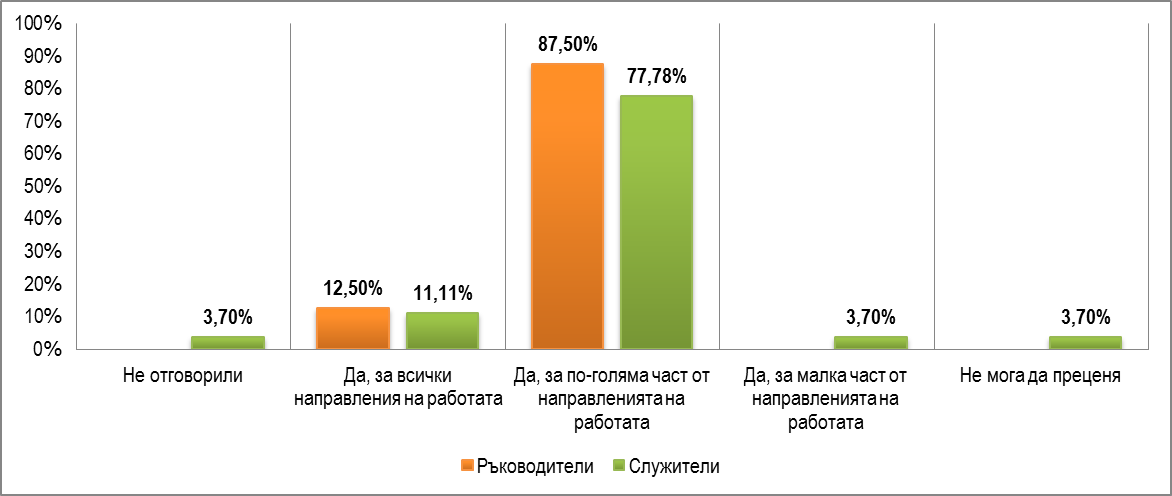 100%
90%
80%
70%
60%
50%
40%
30%
20%
10%
0%
3,70%
12,50%
11,11%
87,50%
77,78%
3,70%
3,70%
Не отговорили
Да, за всички
направления на работата
Да, за по-голяма част от
направленията на
работата
Да, за малка част от
направленията на
работата
Не мога да преценя
Ръководители
Служители